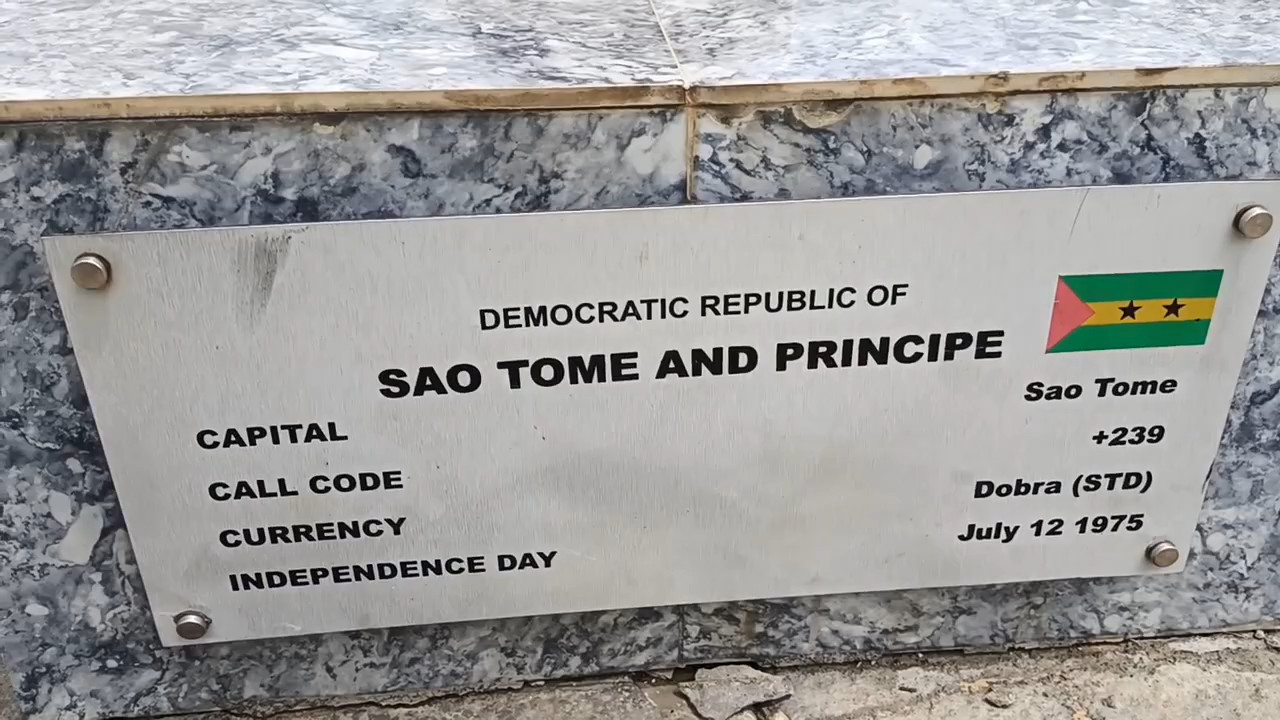 DEMOCRATIC REPUBLIC OF
SAO TOME AND PRINCIPE
CAPITAL Sao Tome
CALL CODE +239
CURRENCY Dobra (STD)
INDEPENDENCE DAY July 12 1975